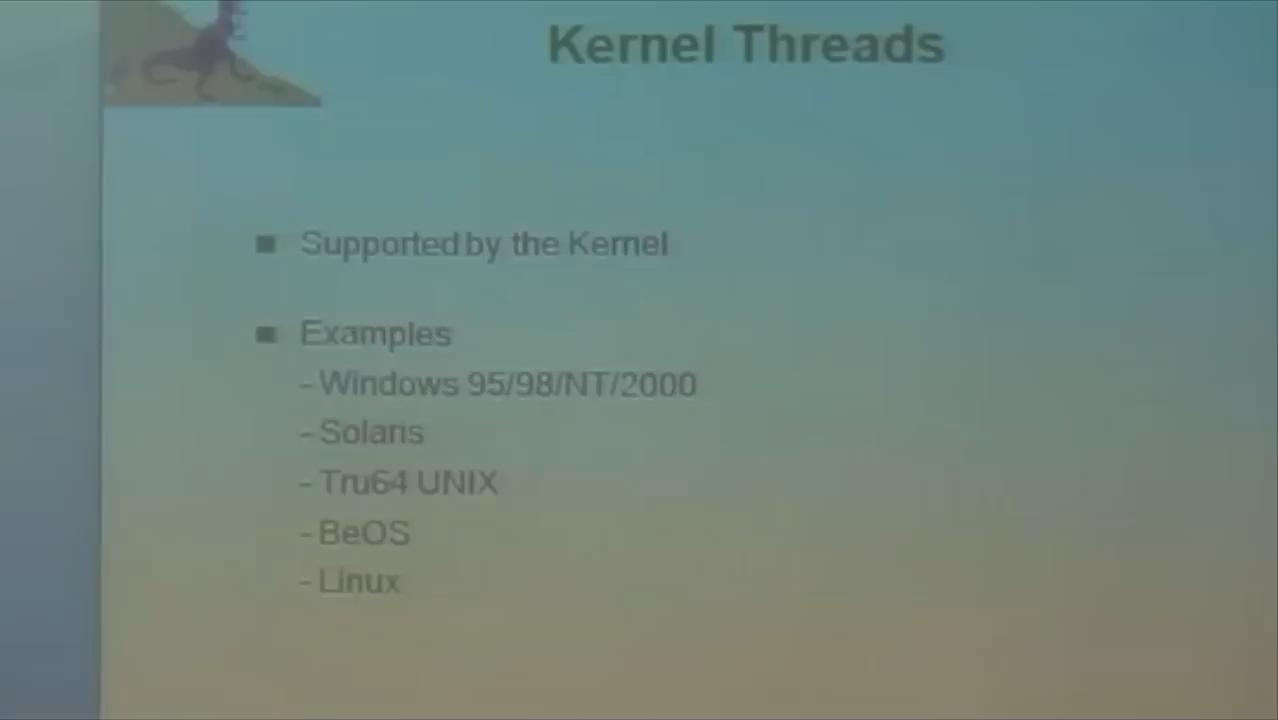 Kernel Threads
■ Supported by the Kernel
■ Examples
- Windows 95/98/NT/2000
- Solaris
- Tru64 UNIX
- BeOS
- Linux